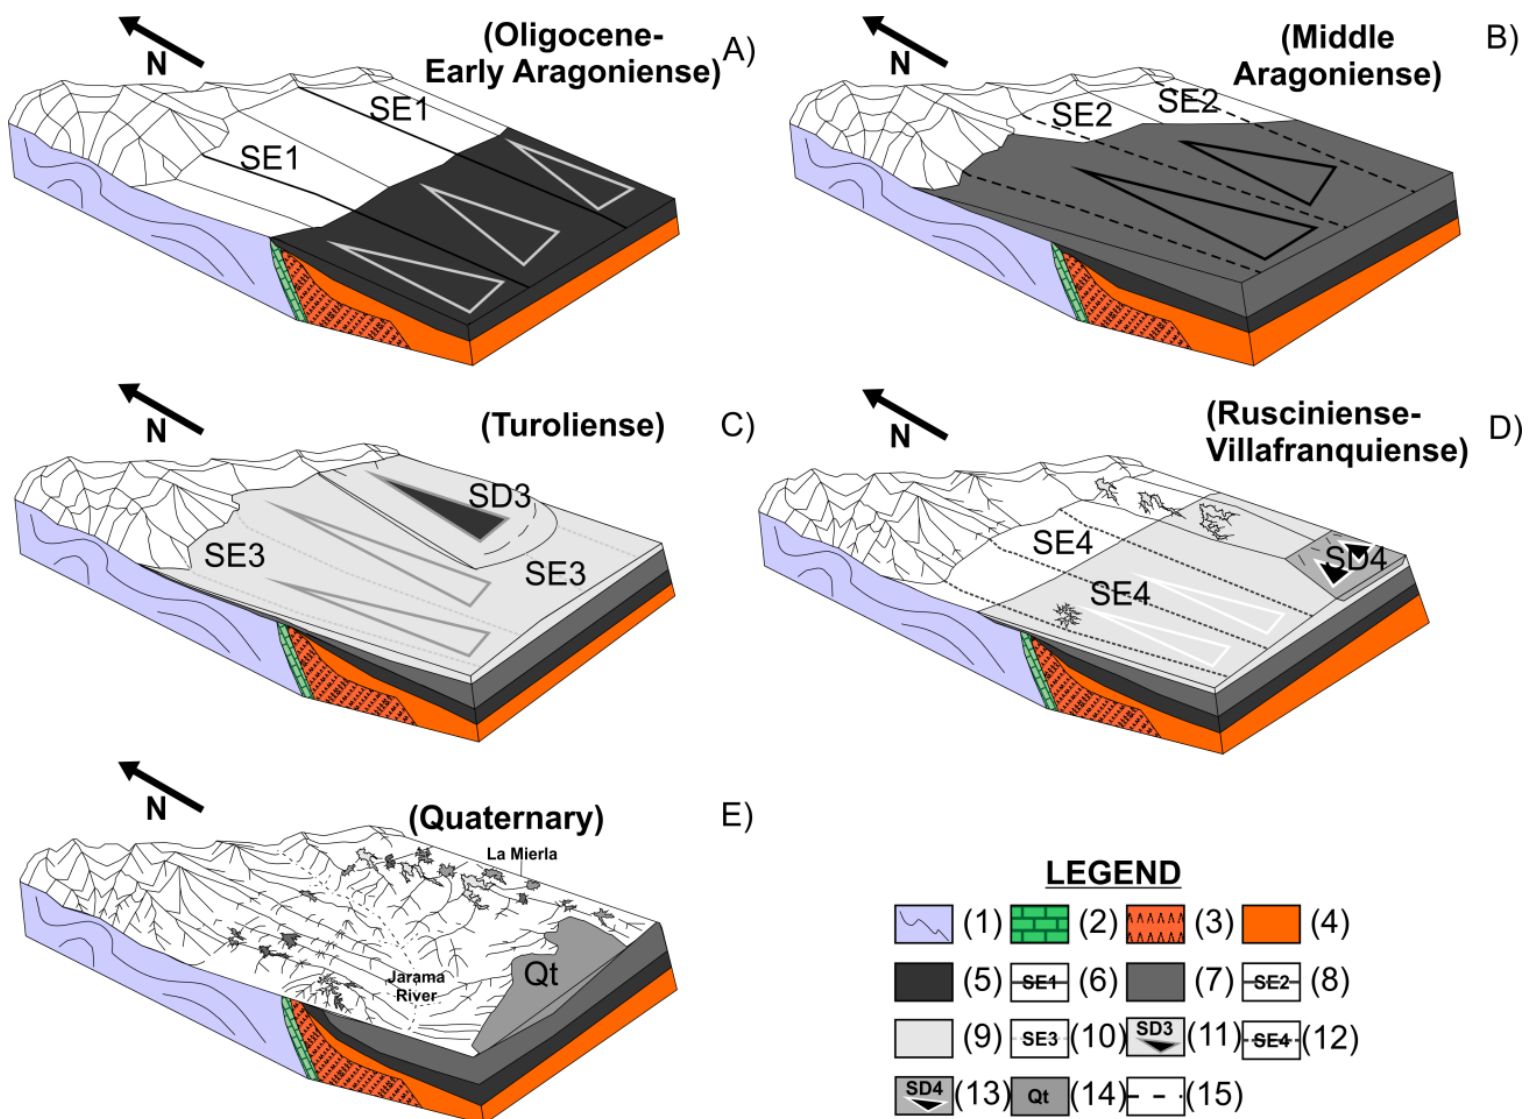 (Oligocene-
Early Aragoniense)
A)
N
SE1
SE1
(Middle
Aragoniense)
B)
N
SE2
SE2
(Turoliense)
C)
N
SD3
SE3
SE3
(Rusciniense-
Villafranquiense)
D)
N
SE4
SD4
SE4
(Quaternary)
E)
N
La Mierla
Qt
Jarama
River
LEGEND
(1) (2) (3) (4)
(5) SE1 (6) (7) SE2 (8)
(9) SE3 (10) SD3 (11) SE4 (12)
SD4 (13) Qt (14) (15)